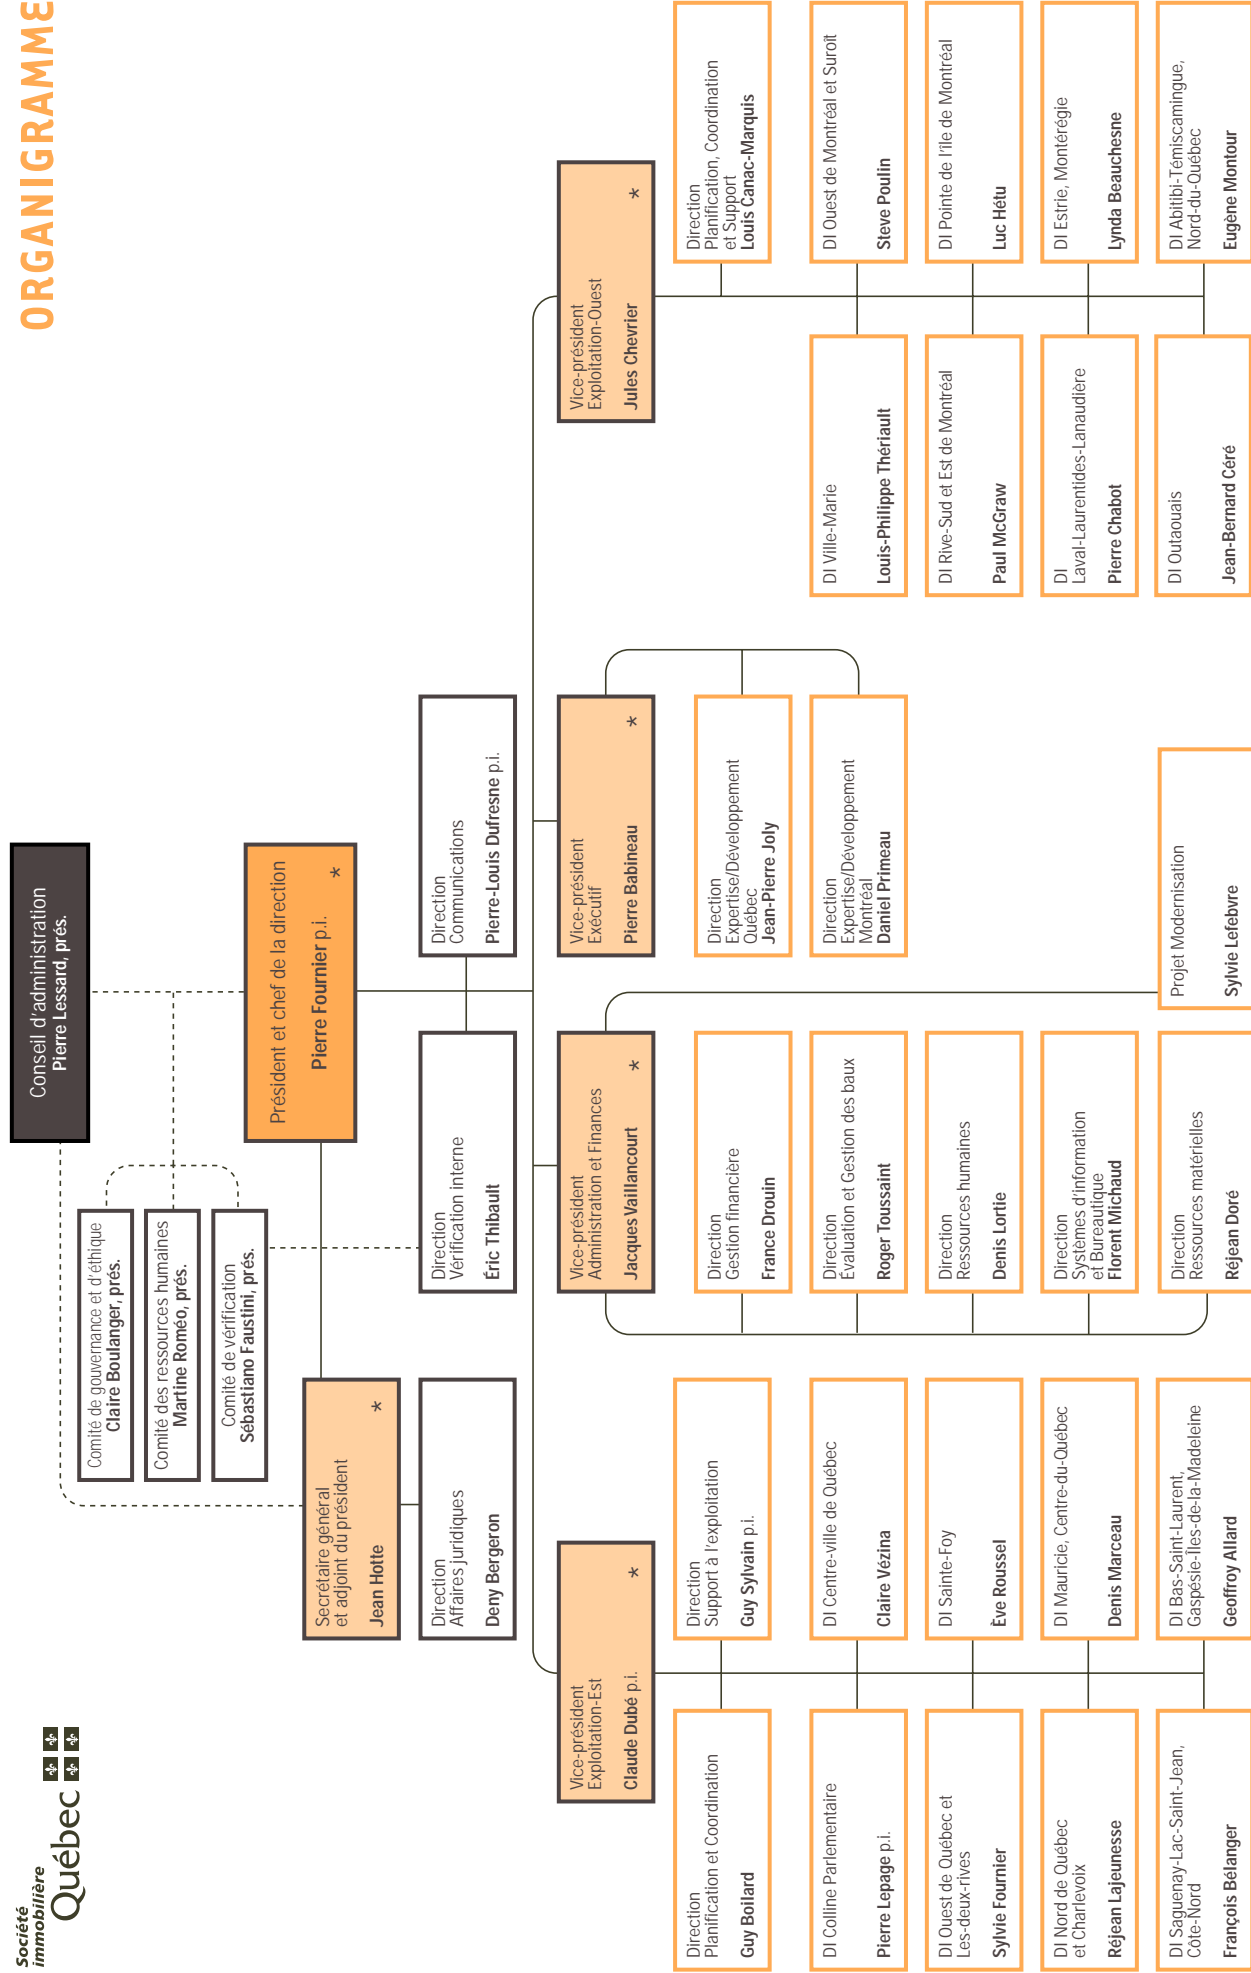 Société
immobilière
Québec
ORGANIGRAMME
Conseil d'administration
Pierre Lessard, prés.
Comité de gouvernance et d'éthique
Claire Boulanger, prés.
Comité des ressources humaines
Martine Roméo, prés.
Comité de vérification
Sébastiano Faustini, prés.
Président et chef de la direction
Pierre Fournier p.i.
*
Secrétaire général
et adjoint du président
Jean Hotte
*
Direction
Affaires juridiques
Deny Bergeron
Direction
Vérification interne
Éric Thibault
Direction
Communications
Pierre-Louis Dufresne p.i.
Vice-président
Exploitation-Est
Claude Dubé p.i.
*
Vice-président
Administration et Finances
Jacques Vaillancourt
*
Vice-président
Exécutif
Pierre Babineau
*
Vice-président
Exploitation-Ouest
Jules Chevrier
*
Direction
Planification et Coordination
Guy Boilard
Direction
Support à l'exploitation
Guy Sylvain p.i.
DI Colline Parlementaire
Pierre Lepage p.i.
DI Centre-ville de Québec
Claire Vézina
DI Ouest de Québec et
Les-deux-rives
Sylvie Fournier
DI Sainte-Foy
Ève Roussel
DI Nord de Québec
et Charlevoix
Réjean Lajeunesse
DI Mauricie, Centre-du-Québec
Denis Marceau
DI Saguenay-Lac-Saint-Jean,
Côte-Nord
François Bélanger
DI Bas-Saint-Laurent,
Gaspésie-Îles-de-la-Madeleine
Geoffroy Allard
Direction
Gestion financière
France Drouin
Direction
Évaluation et Gestion des baux
Roger Toussaint
Direction
Ressources humaines
Denis Lortie
Direction
Systèmes d'information
et Bureautique
Florent Michaud
Direction
Ressources matérielles
Réjean Doré
Projet Modernisation
Sylvie Lefebvre
Direction
Expertise/Développement
Québec
Jean-Pierre Joly
Direction
Expertise/Développement
Montréal
Daniel Primeau
Direction
Planification, Coordination
et Support
Louis Canac-Marquis
DI Ville-Marie
Louis-Philippe Thériault
DI Ouest de Montréal et Suroît
Steve Poulin
DI Rive-Sud et Est de Montréal
Paul McGraw
DI Pointe de l'île de Montréal
Luc Hétu
DI
Laval-Laurentides-Lanaudière
Pierre Chabot
DI Estrie, Montérégie
Lynda Beauchesne
DI Outaouais
Jean-Bernard Céré
DI Abitibi-Témiscamingue,
Nord-du-Québec
Eugène Montour